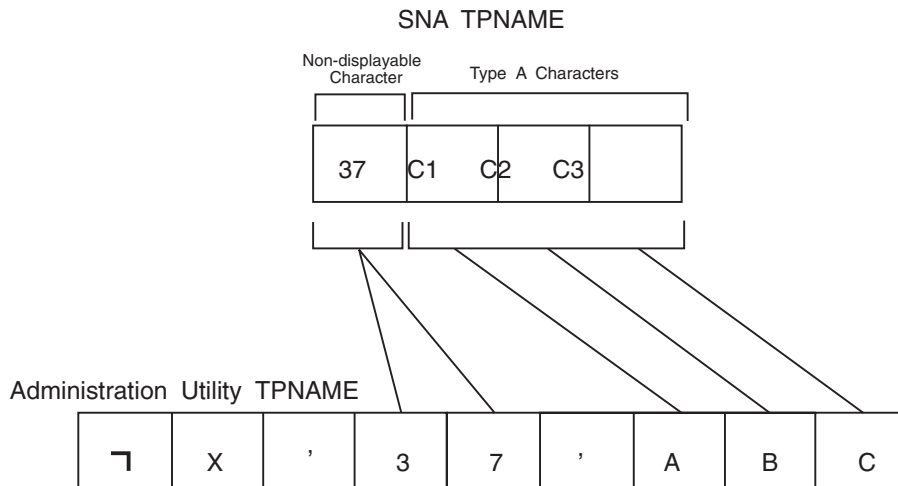 SNA TPNAME
Non-displayable
Character
Type A Characters
37 C1 C2 C3
Administration Utility TPNAME
¬ X ' 3 7 ' A B C